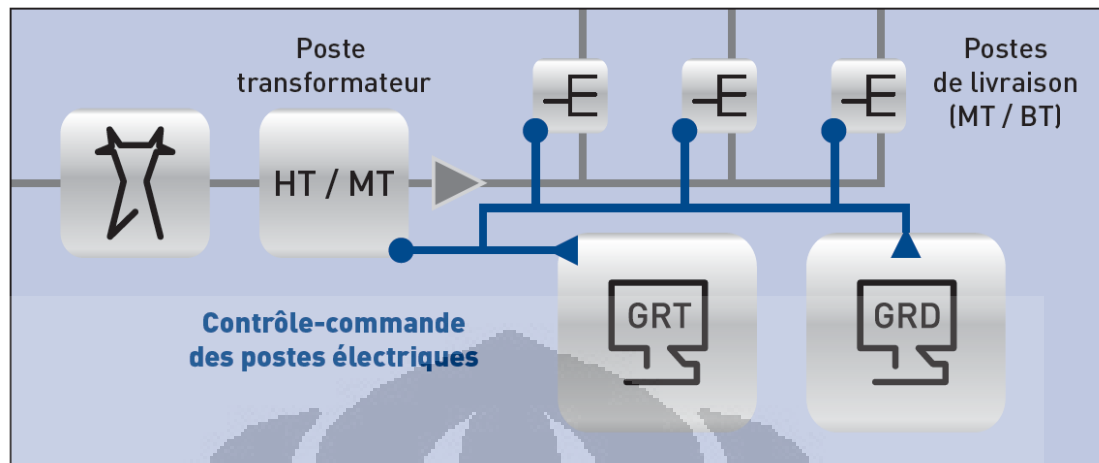 Poste
transformateur
Postes
de livraison
(MT / BT)
HT / MT
Contrôle-commande
des postes électriques
GRT
GRD